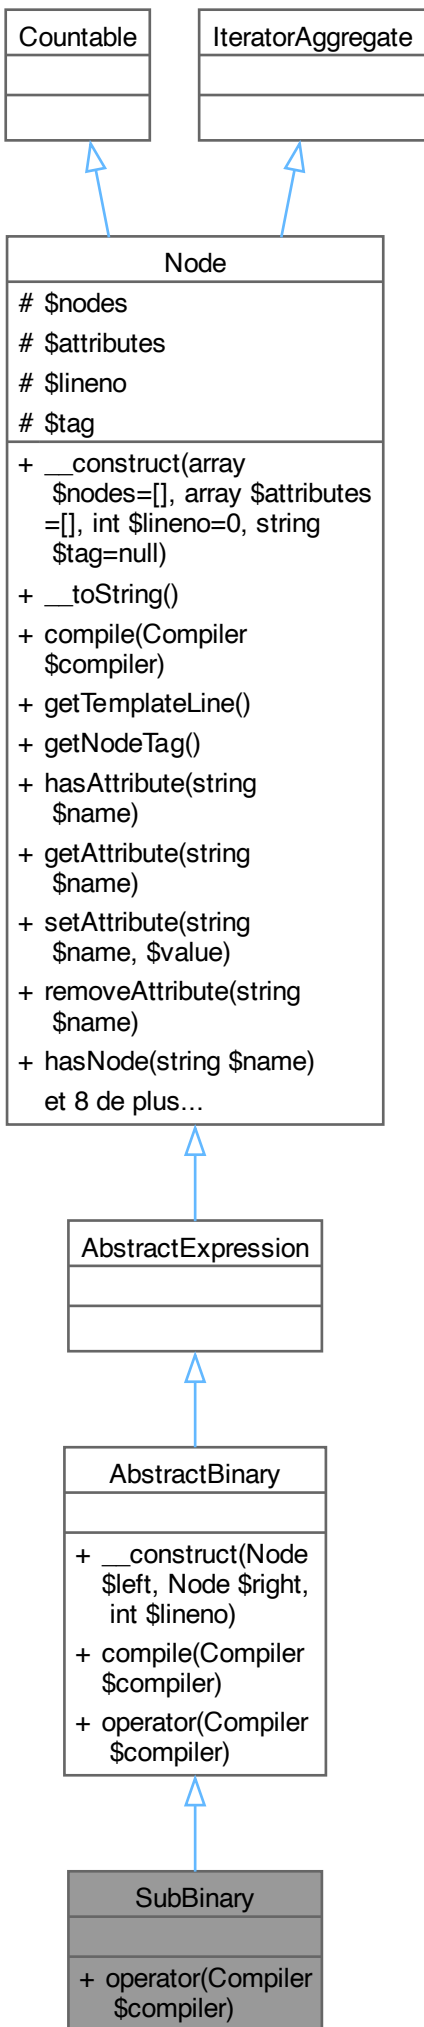 Countable
IteratorAggregate
Node
# $nodes
# $attributes
# $lineno
# $tag
+ __construct(array
$nodes=[], array $attributes
=[], int $lineno=0, string
$tag=null)
+ __toString()
+ compile(Compiler
$compiler)
+ getTemplateLine()
+ getNodeTag()
+ hasAttribute(string
$name)
+ getAttribute(string
$name)
+ setAttribute(string
$name, $value)
+ removeAttribute(string
$name)
+ hasNode(string $name)
et 8 de plus...
AbstractExpression
AbstractBinary
+ __construct(Node
$left, Node $right,
int $lineno)
+ compile(Compiler
$compiler)
+ operator(Compiler
$compiler)
SubBinary
+ operator(Compiler
$compiler)